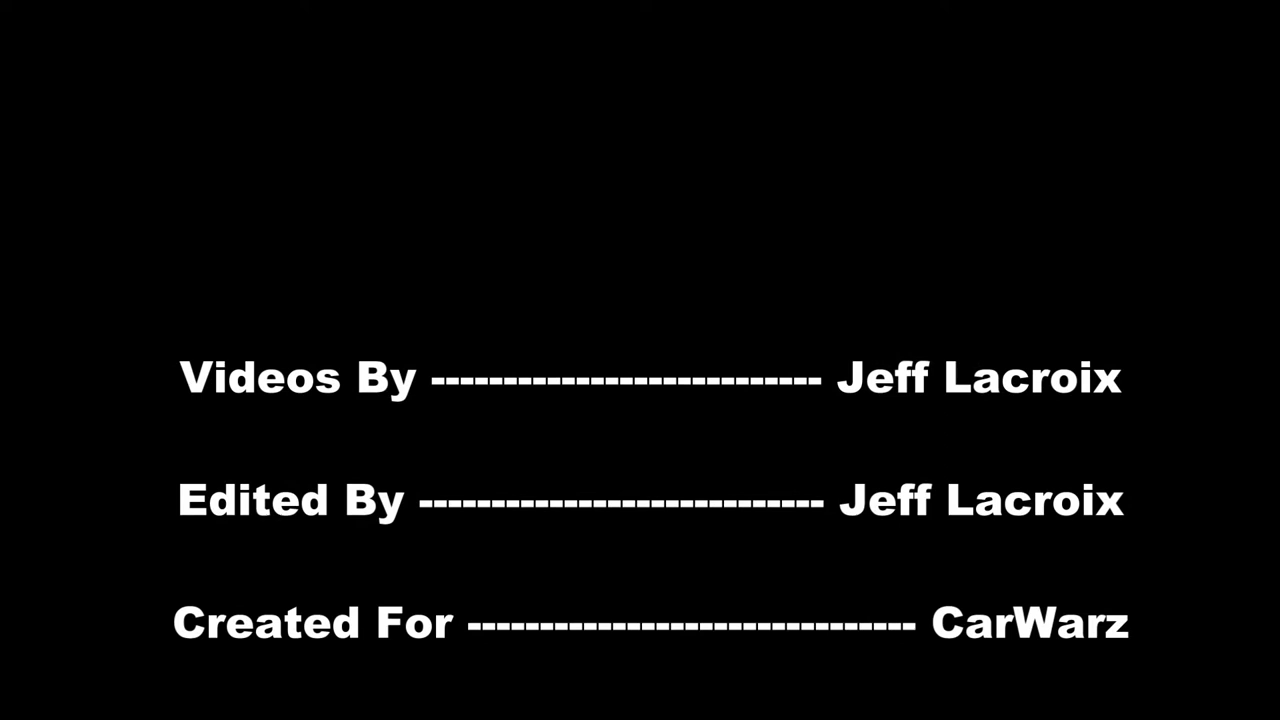 Videos By --------------------------- Jeff Lacroix
Edited By ---------------------------- Jeff Lacroix
Created For ------------------------------- CarWarz